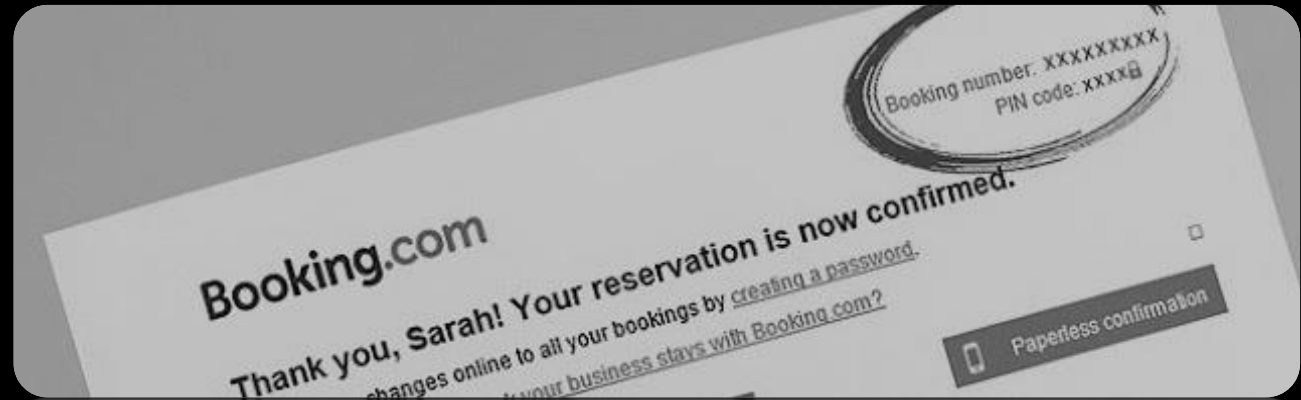 Booking number: xxxxxxxxx
PIN code: xxxx
Booking.com
Thank you, Sarah! Your reservation is now confirmed.
changes online to all your bookings by creating a password.
your business stays with Booking.com?
Paperless confirmation